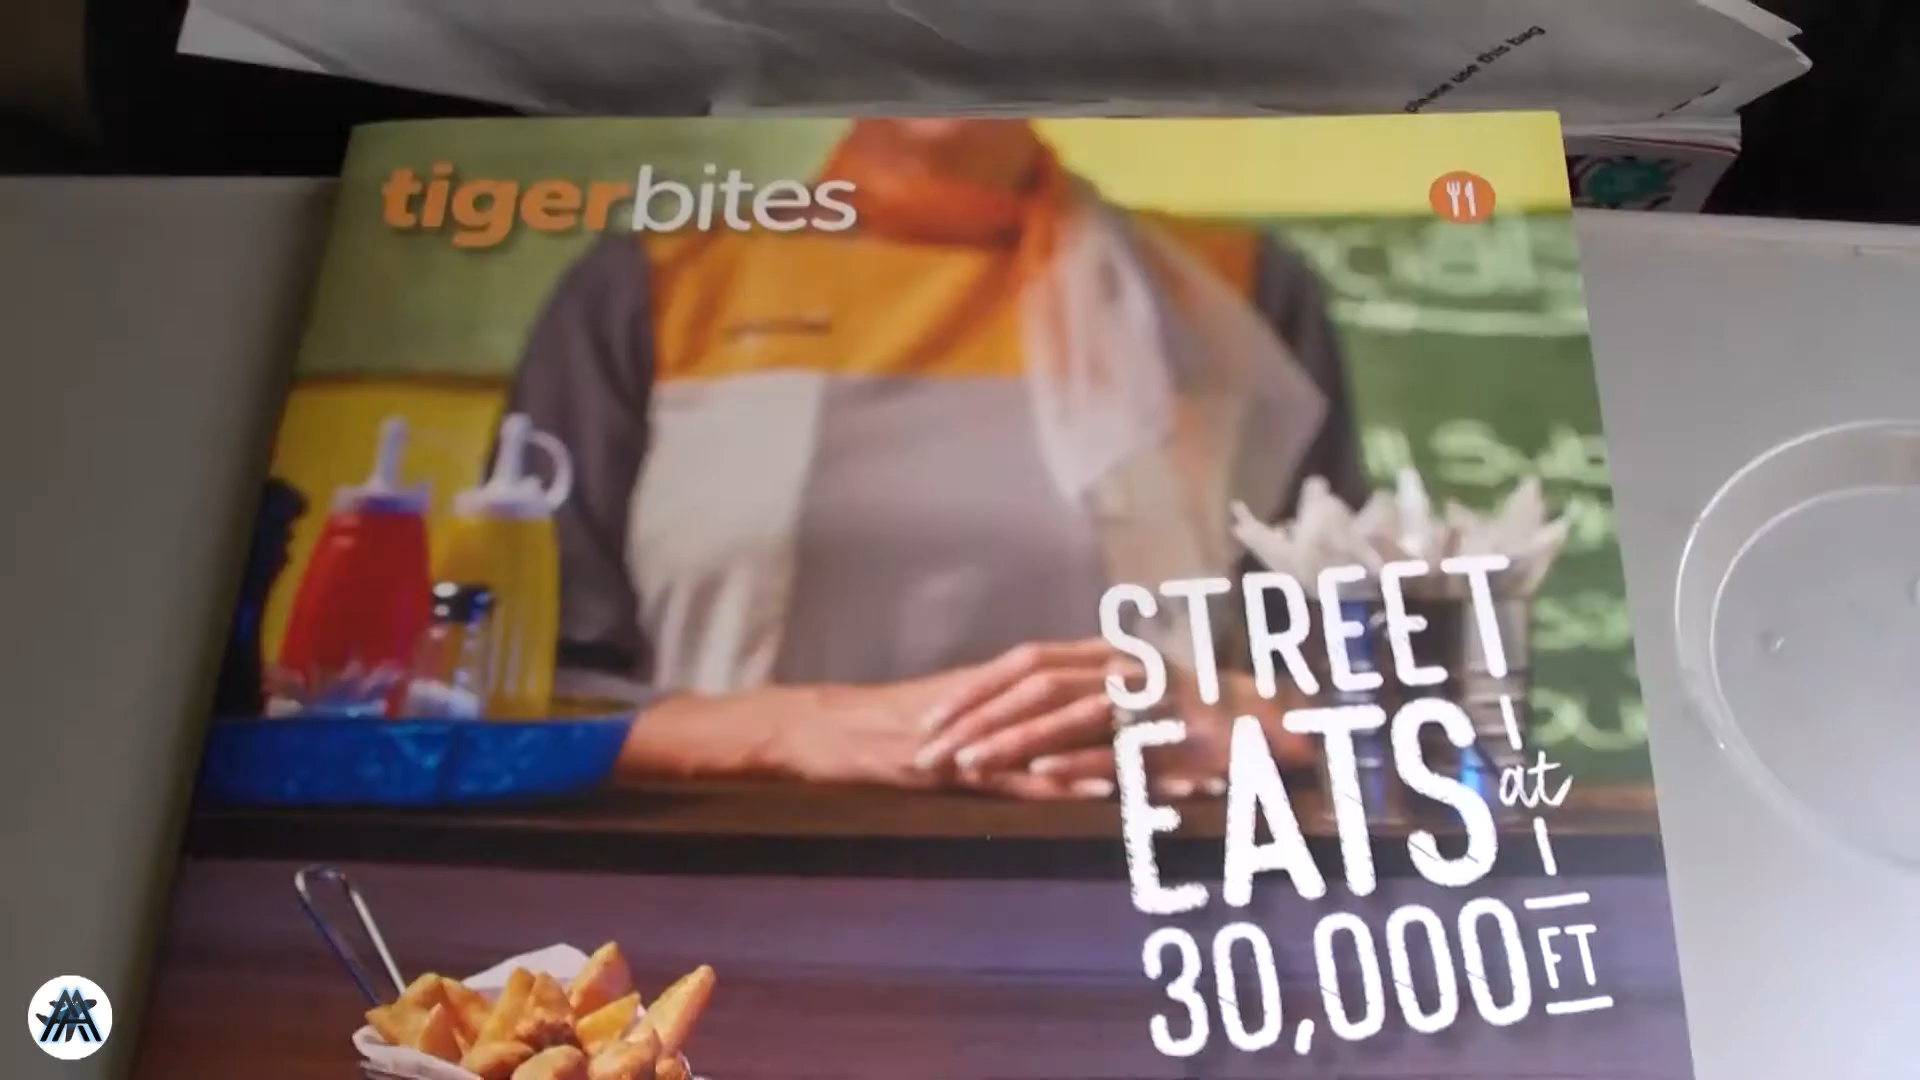 please use this bag
tigerbites
STREET
EATS at
30,000 FT